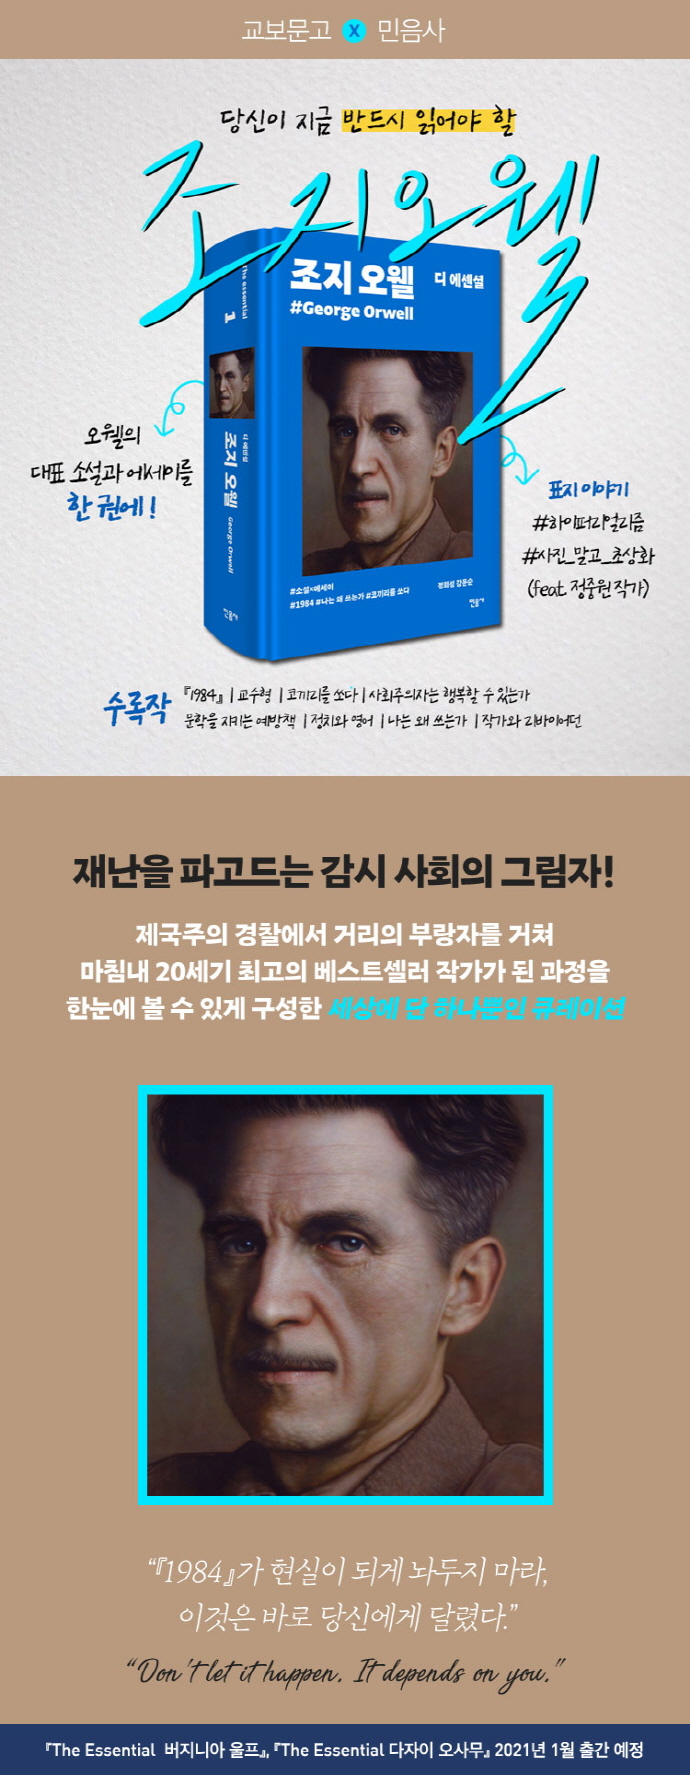 교보문고 X 민음사
당신이 지금 반드시 읽어야 할
조지 오웰
The essential
1
디 에센셜
조지 오웰
George Orwell
민음사
조지 오웰 디 에센셜
#George Orwell
#소설×에세이
#1984 #나는 왜 쓰는가 #코끼리를 쏘다
정회성 강문순
민음사
오웰의
대표 소설과 에세이를
한 권에!
표지 이야기
#하이퍼리얼리즘
#사진_말고_초상화
(feat. 정중원 작가)
수록작
『1984』 | 교수형 | 코끼리를 쏘다 | 사회주의자는 행복할 수 있는가
문학을 지키는 예방책 | 정치와 영어 | 나는 왜 쓰는가 | 작가와 리바이어던
재난을 파고드는 감시 사회의 그림자!
제국주의 경찰에서 거리의 부랑자를 거쳐
마침내 20세기 최고의 베스트셀러 작가가 된 과정을
한눈에 볼 수 있게 구성한 세상에 단 하나뿐인 큐레이션
“『1984』가 현실이 되게 놔두지 마라,
이것은 바로 당신에게 달렸다.”
“Don't let it happen. It depends on you.”
『The Essential 버지니아 울프』, 『The Essential 다자이 오사무』 2021년 1월 출간 예정